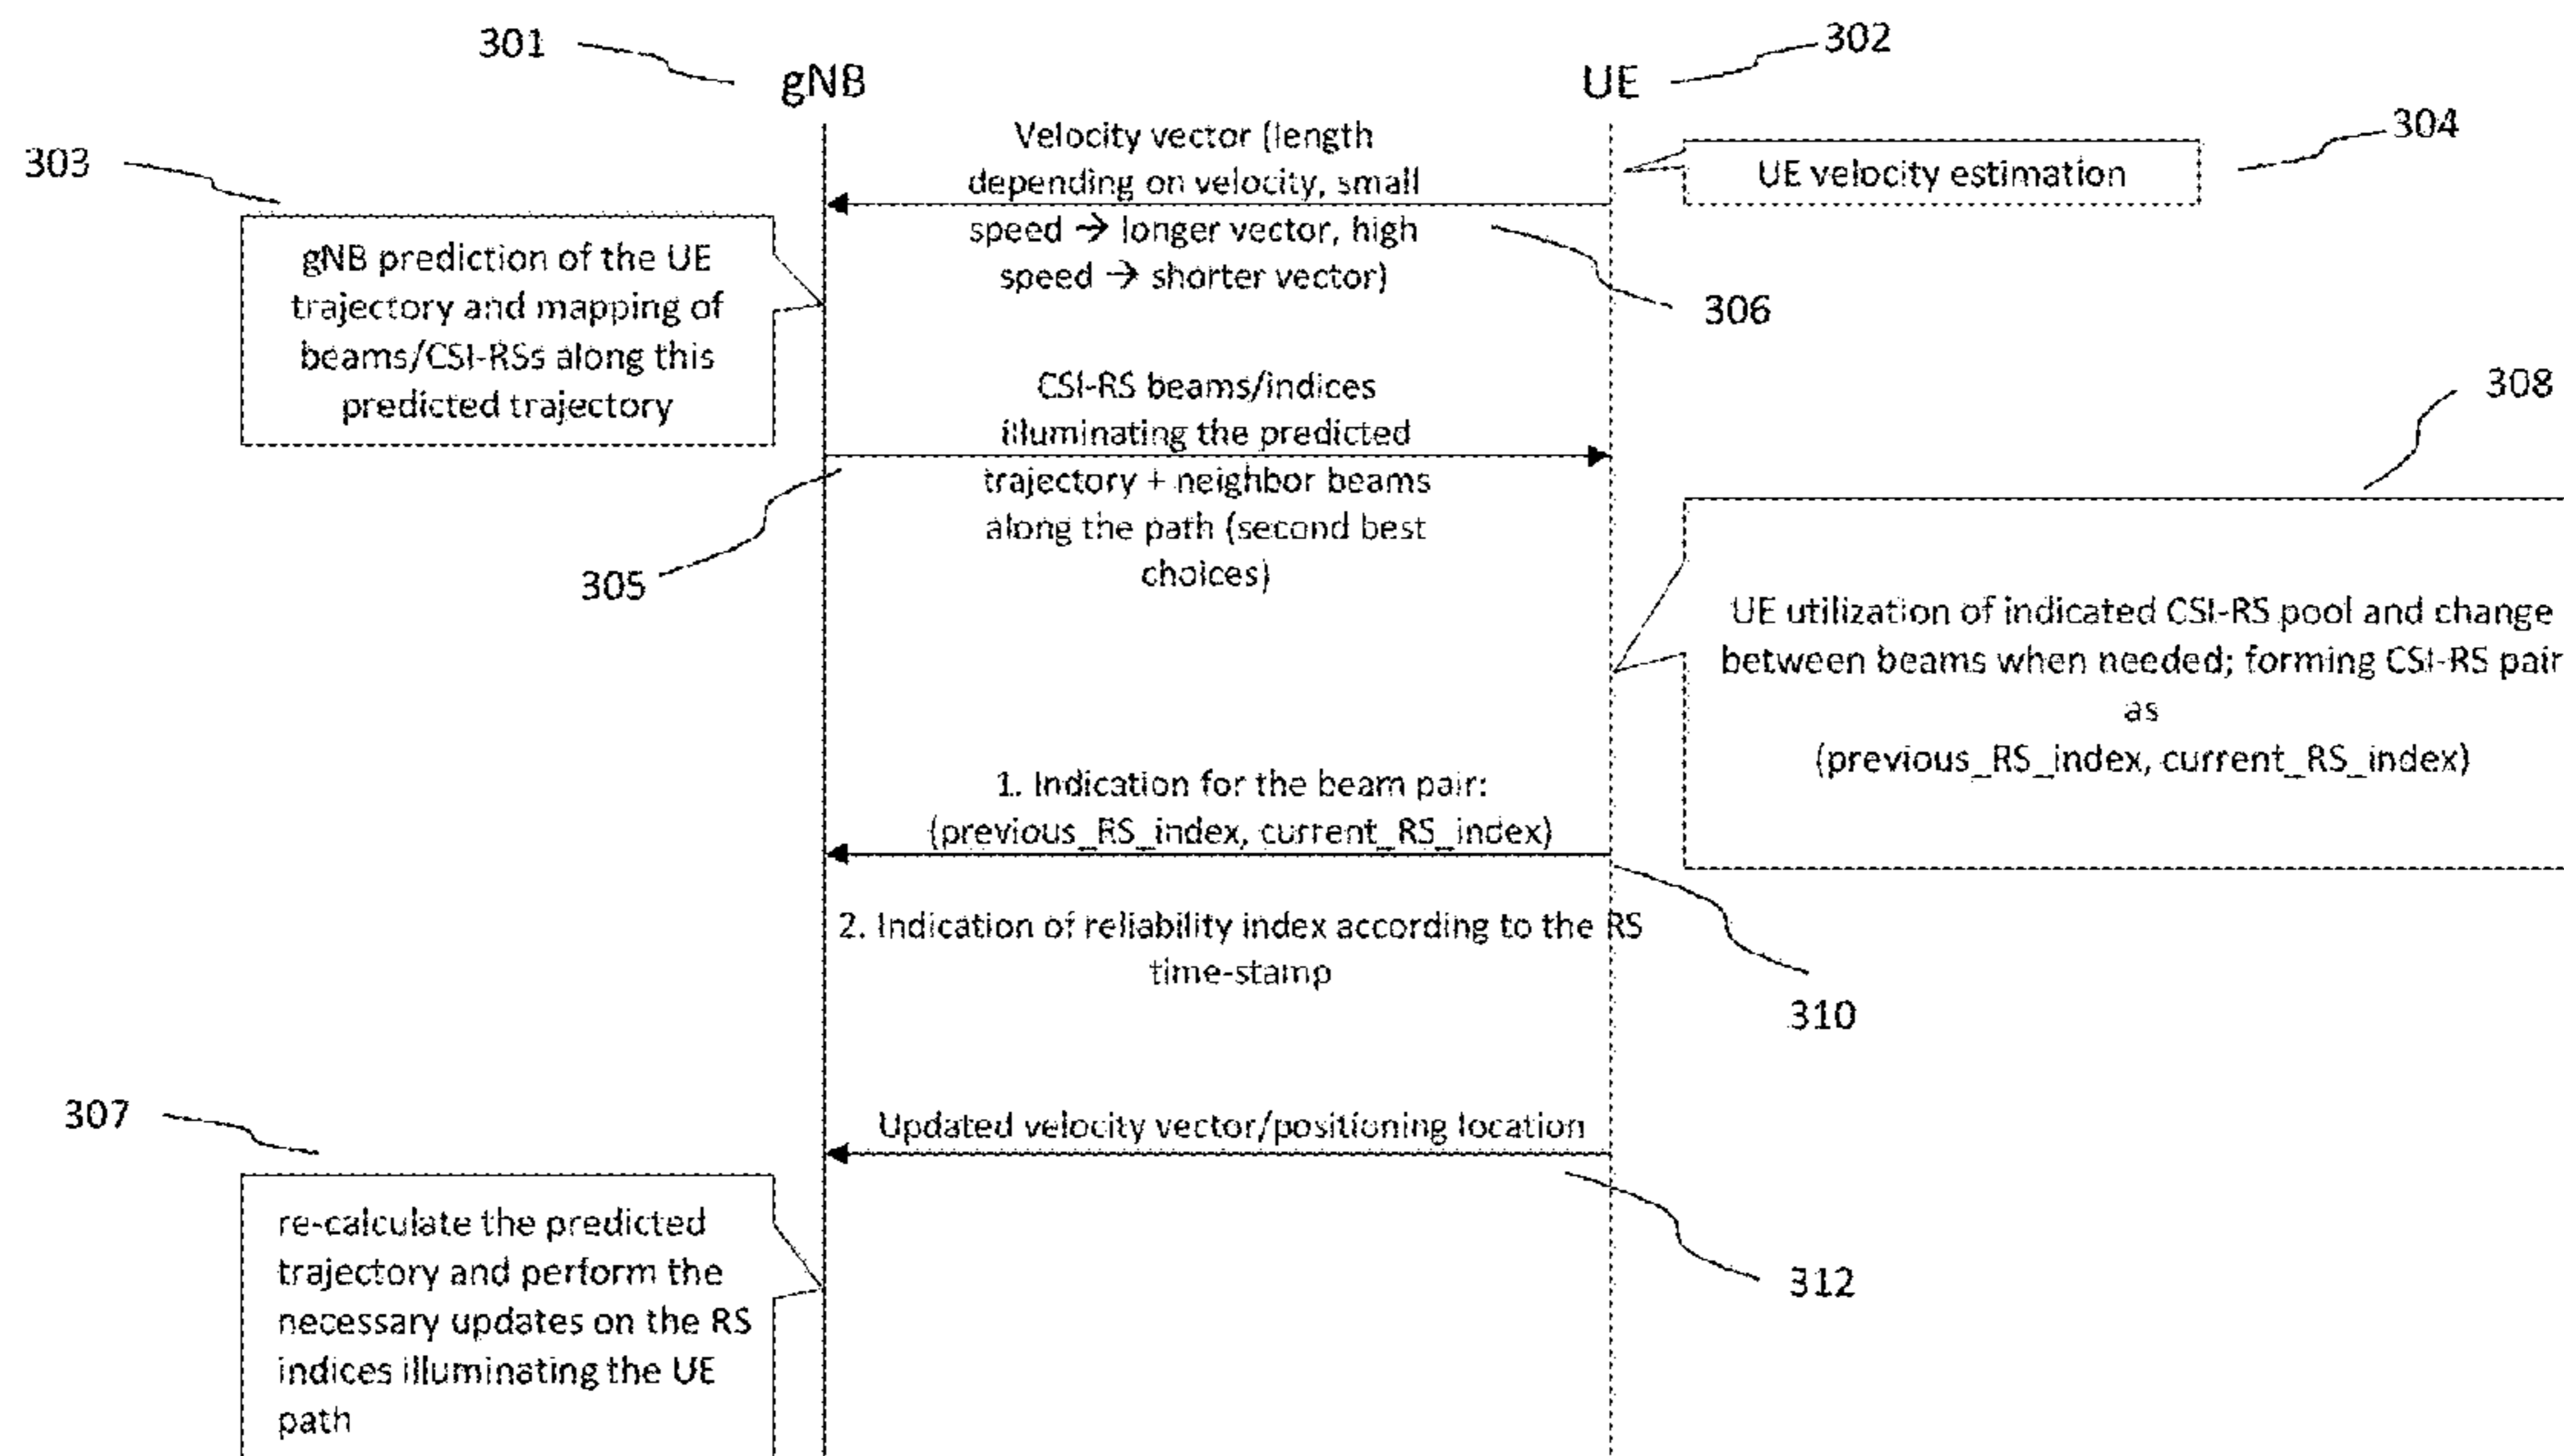 301
gNB
302
UE
303
304
Velocity vector (length
depending on velocity, small
speed → longer vector, high
speed → shorter vector)
UE velocity estimation
306
gNB prediction of the UE
trajectory and mapping of
beams/CSI-RSs along this
predicted trajectory
CSI-RS beams/indices
illuminating the predicted
trajectory + neighbor beams
along the path (second best
choices)
305
308
UE utilization of indicated CSI-RS pool and change
between beams when needed; forming CSI-RS pair
as
(previous_RS_index, current_RS_index)
1. Indication for the beam pair:
(previous_RS_index, current_RS_index)
2. Indication of reliability index according to the RS
time-stamp
310
307
Updated velocity vector/positioning location
312
re-calculate the predicted
trajectory and perform the
necessary updates on the RS
indices illuminating the UE
path